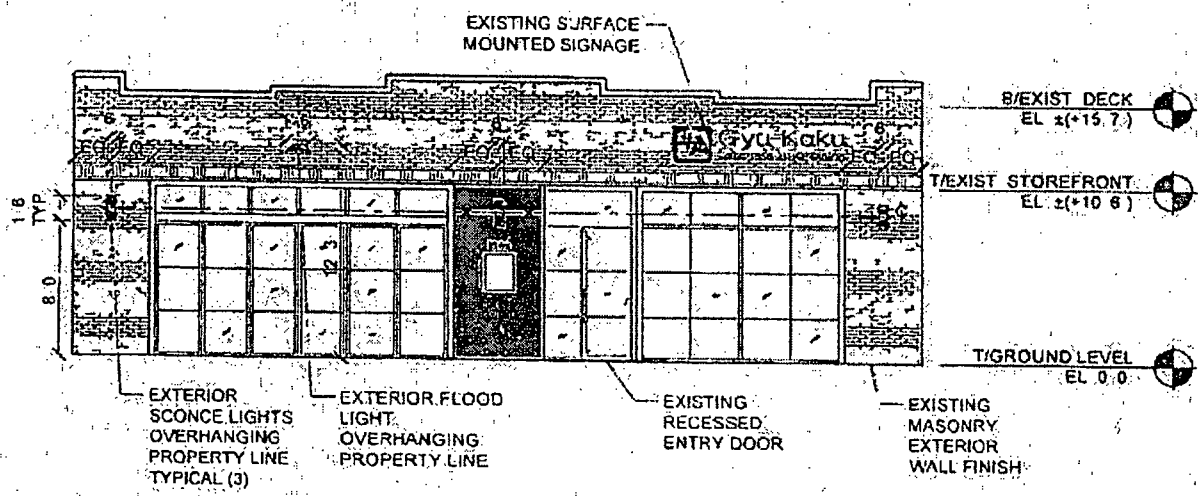 EXISTING SURFACE
MOUNTED SIGNAGE
B/EXIST DECK
EL ±(+15 7)
Gyu-Kaku
T/EXIST STOREFRONT
EL ±(+10 6)
1 6
TYP
8 0
12 3
T/GROUND LEVEL
EL 0 0
EXTERIOR
SCONCE LIGHTS
OVERHANGING
PROPERTY LINE
TYPICAL (3)
EXTERIOR FLOOD
LIGHT
OVERHANGING
PROPERTY LINE
EXISTING
RECESSED
ENTRY DOOR
EXISTING
MASONRY
EXTERIOR
WALL FINISH